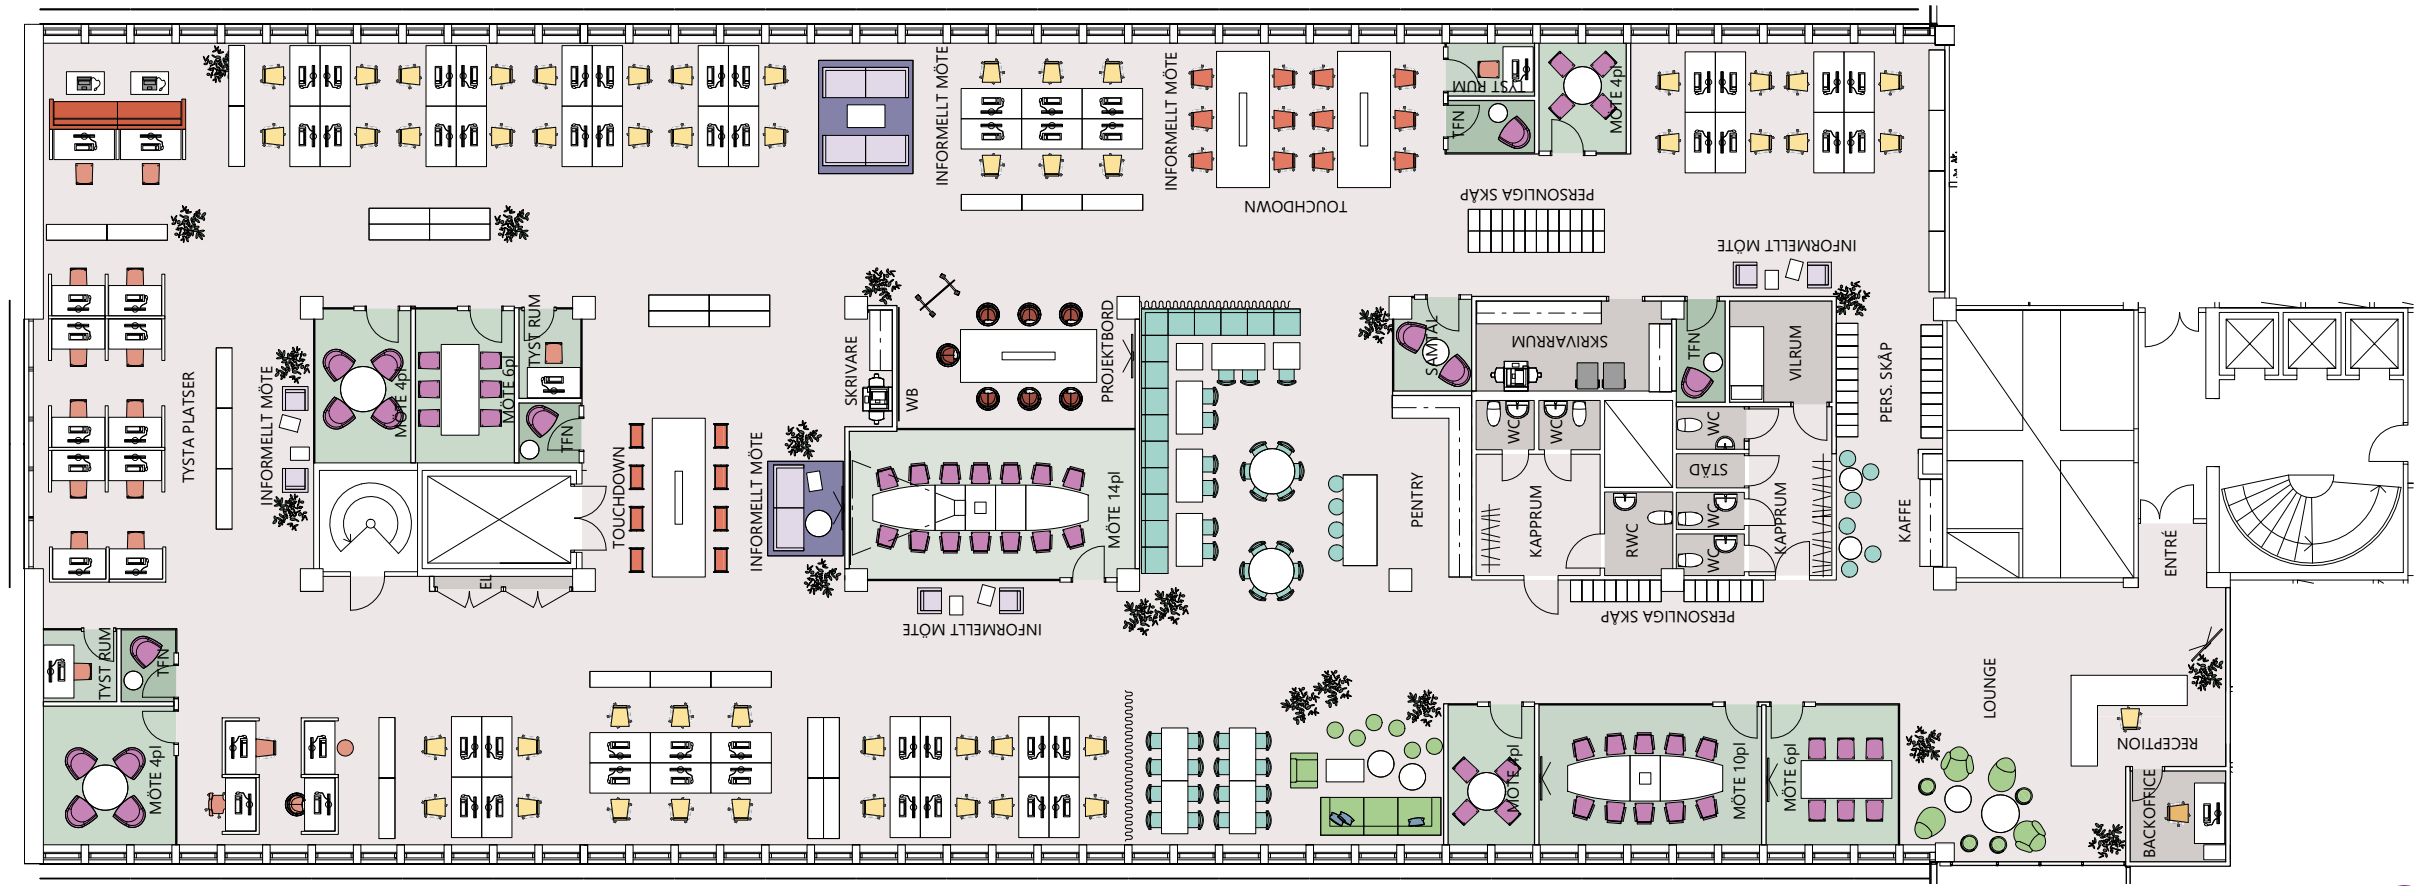 INFORMELLT MÖTE
INFORMELLT MÖTE
TOUCHDOWN
TYST RUM
TFN
MÖTE 4pl
PERSONLIGA SKÅP
INFORMELLT MÖTE
TYSTA PLATSER
INFORMELLT MÖTE
MÖTE 4pl
MÖTE 6pl
TYST RUM
TFN
TOUCHDOWN
INFORMELLT MÖTE
SKRIVARE
WB
PROJEKTBORD
MÖTE 14pl
INFORMELLT MÖTE
EL
PENTRY
SAMTAL
SKRIVARRUM
TFN
VILRUM
WC
WC
WC
STÄD
WC
WC
RWC
KAPPRUM
KAPPRUM
PERSONLIGA SKÅP
PERS. SKÅP
KAFFE
ENTRÉ
TYST RUM
TFN
MÖTE 4pl
MÖTE 4pl
MÖTE 10pl
MÖTE 6pl
LOUNGE
RECEPTION
BACKOFFICE